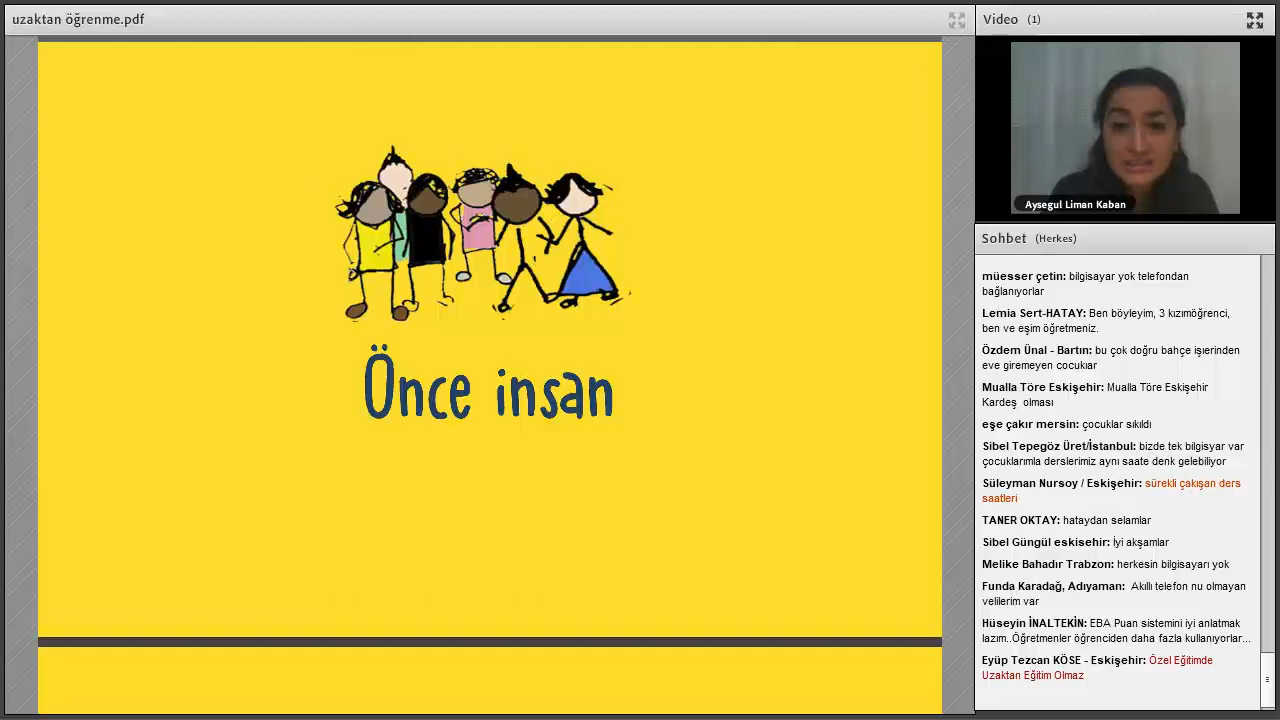 uzaktan öğrenme.pdf
Önce insan
Video (1)
Aysegul Liman Kaban
Sohbet (Herkes)
müesser çetin: bilgisayar yok telefondan
bağlanıyorlar
Lemia Sert-HATAY: Ben böyleyim, 3 kızımöğrenci,
ben ve eşim öğretmeniz.
Özdem Ünal - Bartın: bu çok doğru bahçe işıerinden
eve giremeyen cocukıar
Mualla Töre Eskişehir: Mualla Töre Eskişehir
Kardeş olması
eşe çakır mersin: çocuklar sıkıldı
Sibel Tepegöz Üret/İstanbul: bizde tek bilgisyar var
çocuklarımla derslerimiz aynı saate denk gelebiliyor
Süleyman Nursoy / Eskişehir: sürekli çakışan ders
saatleri
TANER OKTAY: hataydan selamlar
Sibel Güngül eskisehir: İyi akşamlar
Melike Bahadır Trabzon: herkesin bilgisayarı yok
Funda Karadağ, Adıyaman: Akıllı telefon nu olmayan
velilerim var
Hüseyin İNALTEKİN: EBA Puan sistemini iyi anlatmak
lazım..Öğretmenler öğrenciden daha fazla kullanıyorlar...
Eyüp Tezcan KÖSE - Eskişehir: Özel Eğitimde
Uzaktan Eğitim Olmaz